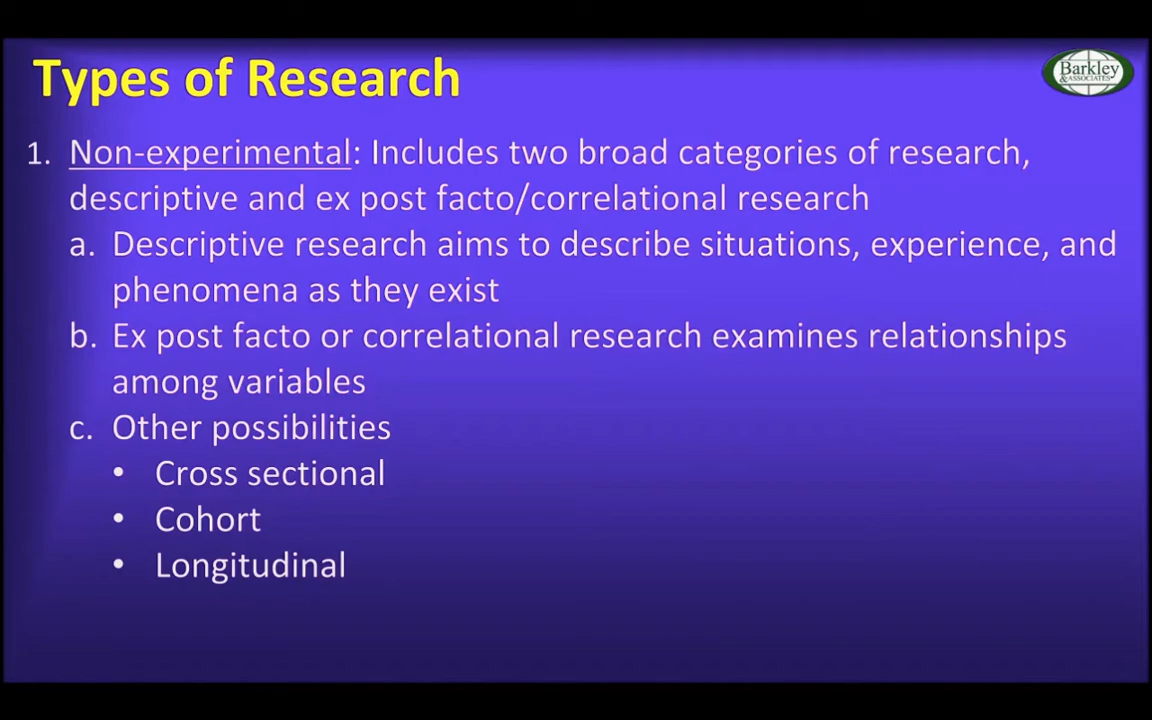 Types of Research
Barkley
& ASSOCIATES
1. Non-experimental: Includes two broad categories of research,
descriptive and ex post facto/correlational research
a. Descriptive research aims to describe situations, experience, and
phenomena as they exist
b. Ex post facto or correlational research examines relationships
among variables
c. Other possibilities
• Cross sectional
• Cohort
• Longitudinal